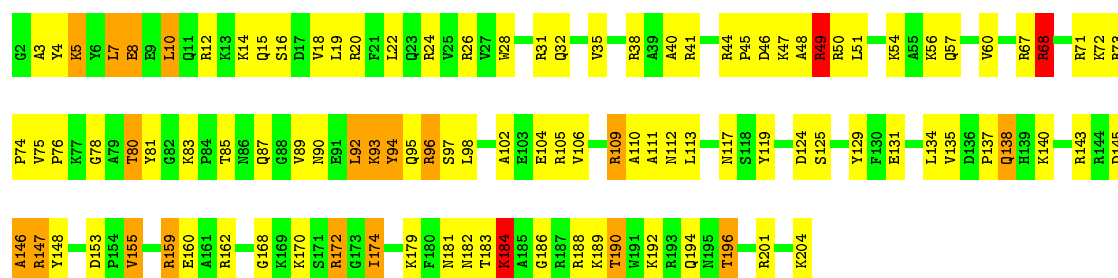 G2 A3 Y4 K5 Y6 L7 E8 E9 L10 Q11 R12 K13 K14 Q15 S16 D17 V18 L19 R20 F21 L22 Q23 R24 V25 R26 V27 W28 R31 Q32 V35 R38 A39 A40 R41 R44 P45 D46 K47 A48 R49 R50 L51 K54 A55 K56 Q57 V60 R67 R68 R71 K72 R73
P74 V75 P76 K77 G78 A79 T80 Y81 G82 K83 P84 T85 N86 Q87 G88 V89 N90 E91 L92 K93 Y94 Q95 R96 S97 L98 A102 E103 E104 R105 V106 R109 A110 A111 N112 L113 N117 S118 Y119 D124 S125 Y129 F130 E131 L134 V135 D136 P137 Q138 H139 K140 R143 R144 D145
A146 R147 Y148 D153 P154 V155 R159 E160 A161 R162 G168 K169 K170 S171 R172 G173 I174 K179 F180 N181 N182 T183 K184 A185 G186 R187 R188 K189 T190 W191 K192 R193 Q194 N195 T196 R201 K204